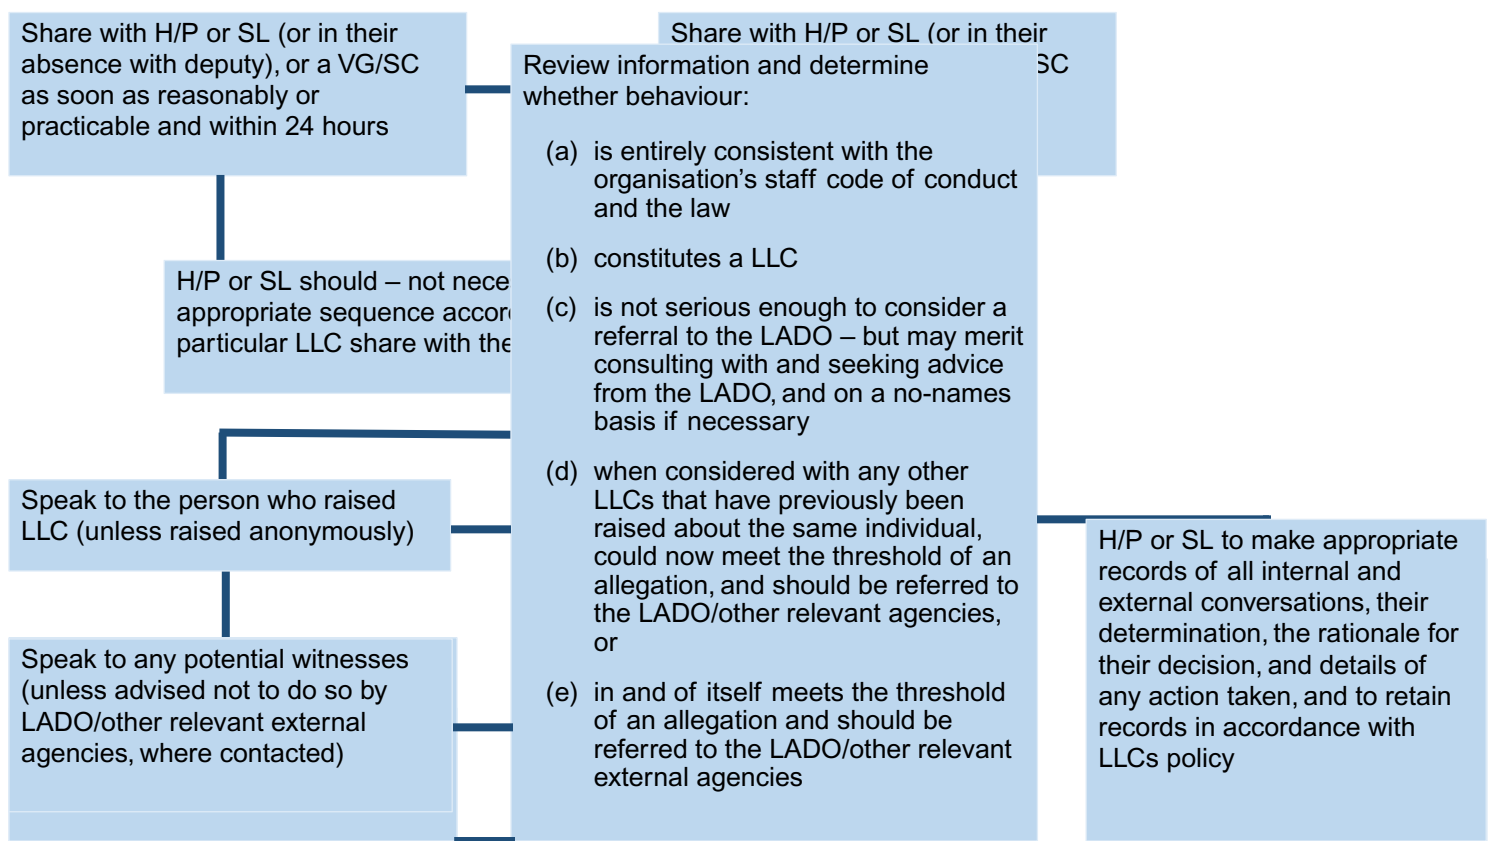 Share with H/P or SL (or in their
absence with deputy), or a VG/SC
as soon as reasonably or
practicable and within 24 hours
Share with H/P or SL (or in their
SC
Review information and determine
whether behaviour:
(a) is entirely consistent with the
organisation’s staff code of conduct
and the law
(b) constitutes a LLC
(c) is not serious enough to consider a
referral to the LADO – but may merit
consulting with and seeking advice
from the LADO, and on a no-names
basis if necessary
(d) when considered with any other
LLCs that have previously been
raised about the same individual,
could now meet the threshold of an
allegation, and should be referred to
the LADO/other relevant agencies,
or
(e) in and of itself meets the threshold
of an allegation and should be
referred to the LADO/other relevant
external agencies
H/P or SL should – not nece
appropriate sequence accor
particular LLC share with the
Speak to the person who raised
LLC (unless raised anonymously)
Speak to any potential witnesses
(unless advised not to do so by
LADO/other relevant external
agencies, where contacted)
H/P or SL to make appropriate
records of all internal and
external conversations, their
determination, the rationale for
their decision, and details of
any action taken, and to retain
records in accordance with
LLCs policy